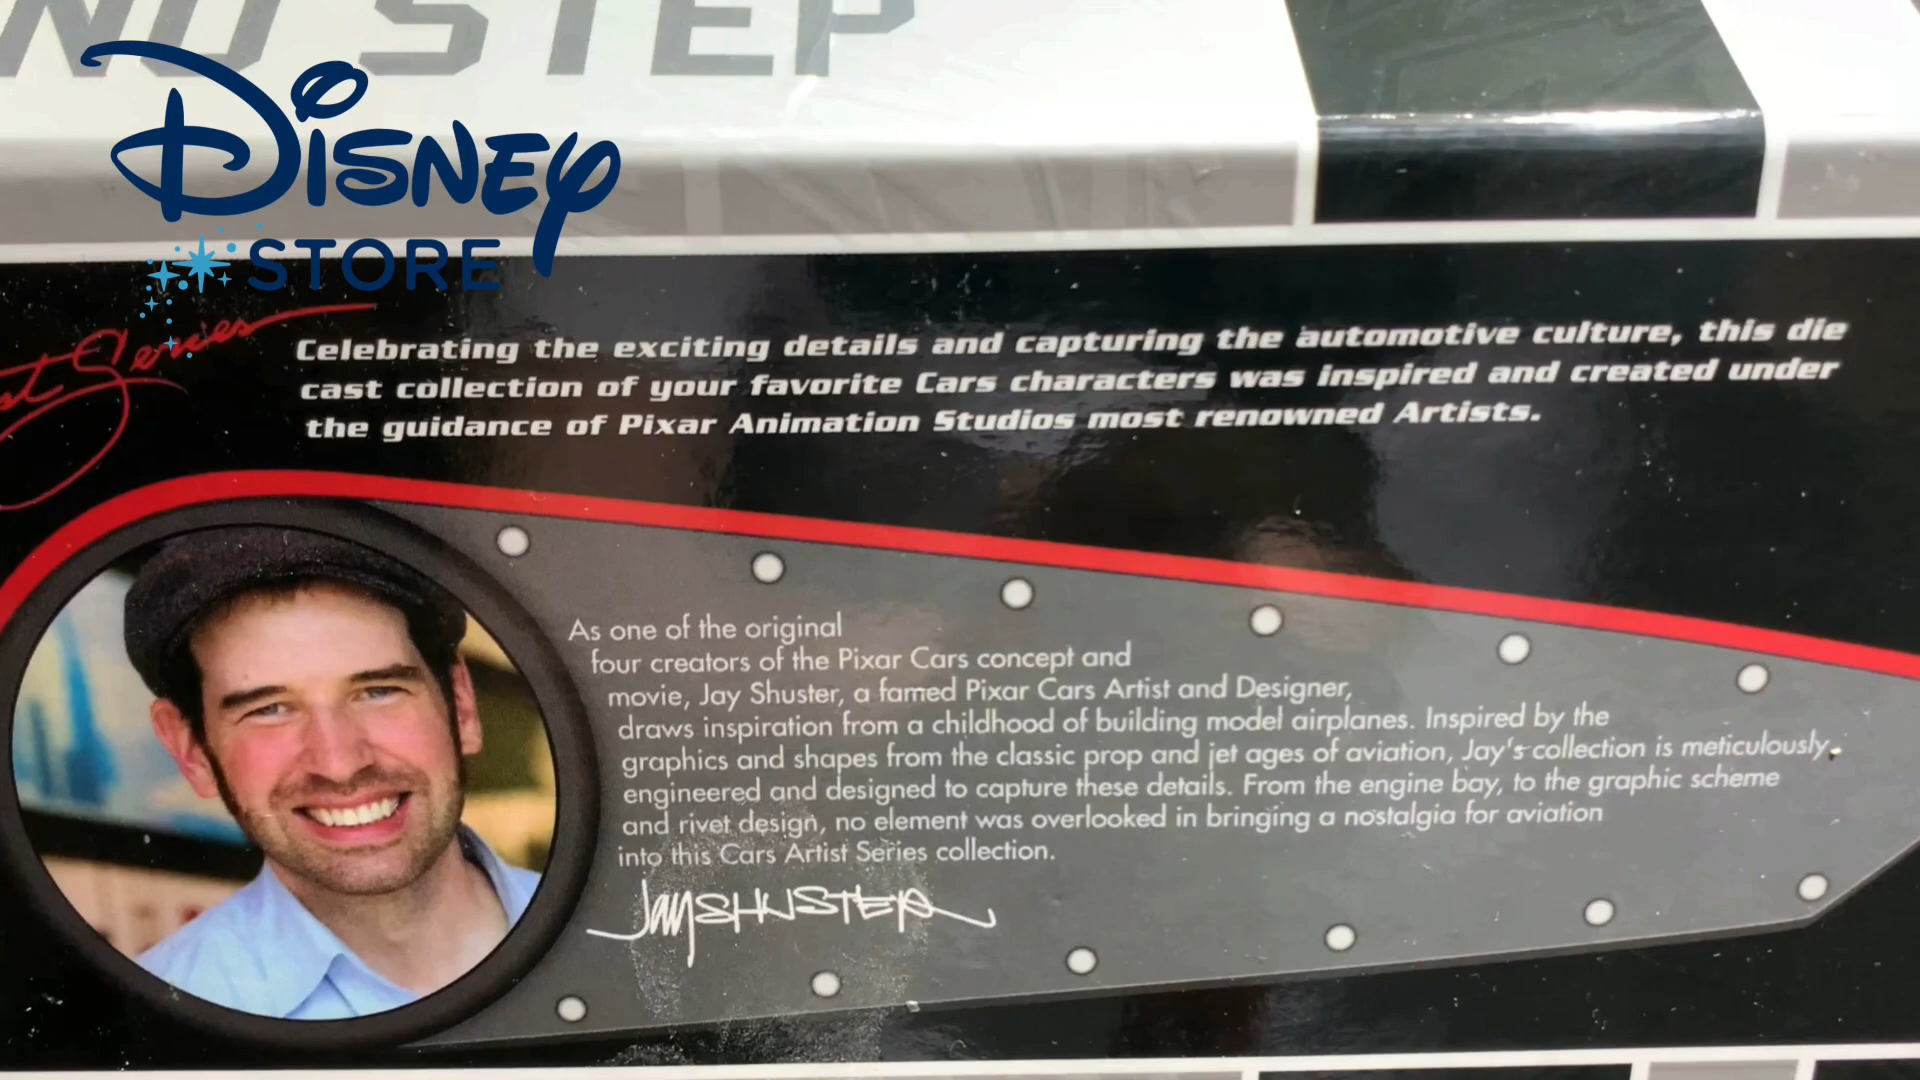 NO STEP
Disney
STORE
Series
Celebrating the exciting details and capturing the automotive culture, this die
cast collection of your favorite Cars characters was inspired and created under
the guidance of Pixar Animation Studios most renowned Artists.
As one of the original
four creators of the Pixar Cars concept and
movie, Jay Shuster, a famed Pixar Cars Artist and Designer,
draws inspiration from a childhood of building model airplanes. Inspired by the
graphics and shapes from the classic prop and jet ages of aviation, Jay's collection is meticulously
engineered and designed to capture these details. From the engine bay, to the graphic scheme
and rivet design, no element was overlooked in bringing a nostalgia for aviation
into this Cars Artist Series collection.
Jay SHUSTER